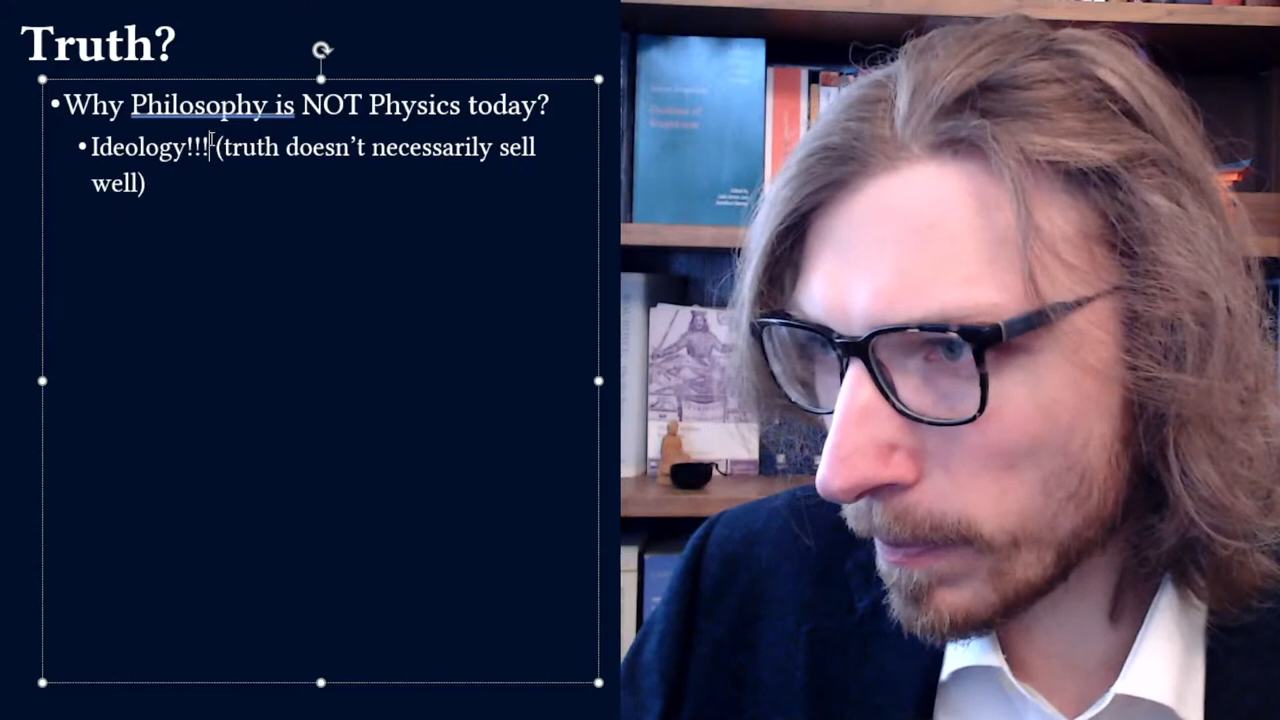 Truth?
•Why Philosophy is NOT Physics today?
•Ideology!!! (truth doesn’t necessarily sell
well)